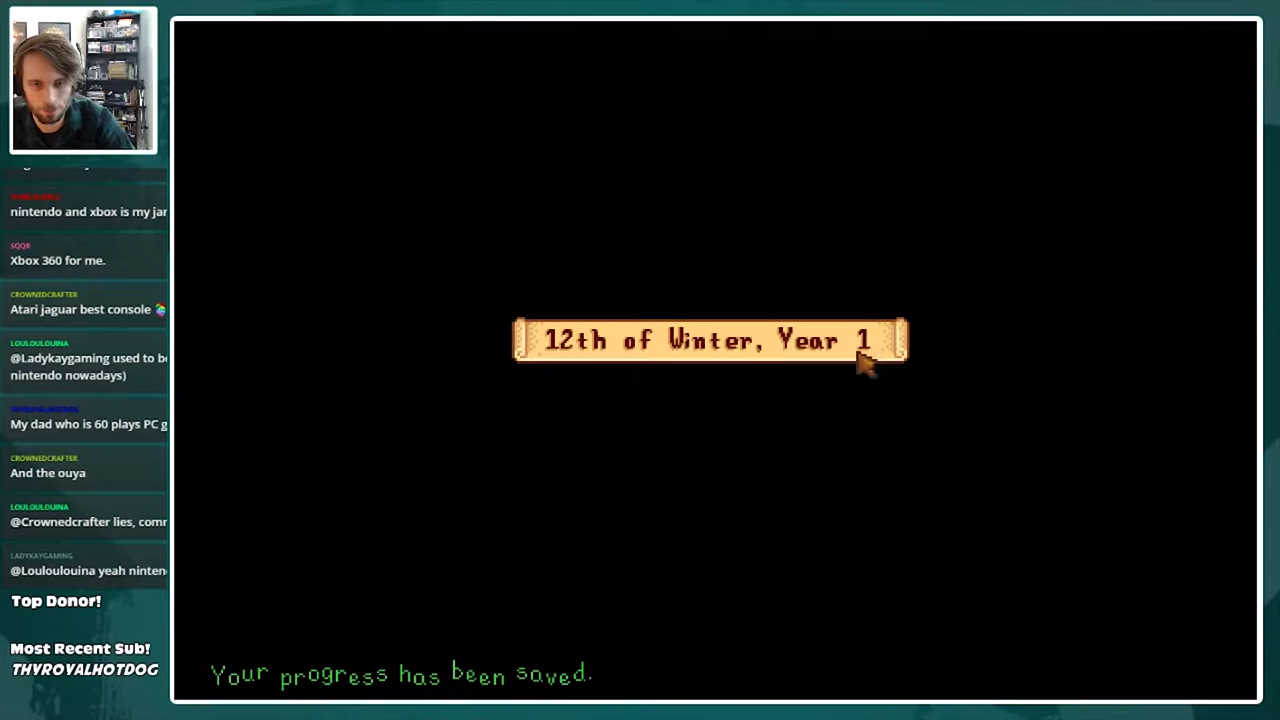 nintendo and xbox is my jar
SQQR
Xbox 360 for me.
CROWNEDCRAFTER
Atari jaguar best console
LOULOULOUINA
@Ladykaygaming used to be
nintendo nowadays)
My dad who is 60 plays PC g
CROWNEDCRAFTER
And the ouya
LOULOULOUINA
@Crownedcrafter lies, comm
LADYKAYGAMING
@Louloulouina yeah ninten
Top Donor!
Most Recent Sub!
THYROYALHOTDOG
12th of Winter, Year 1
Your progress has been saved.